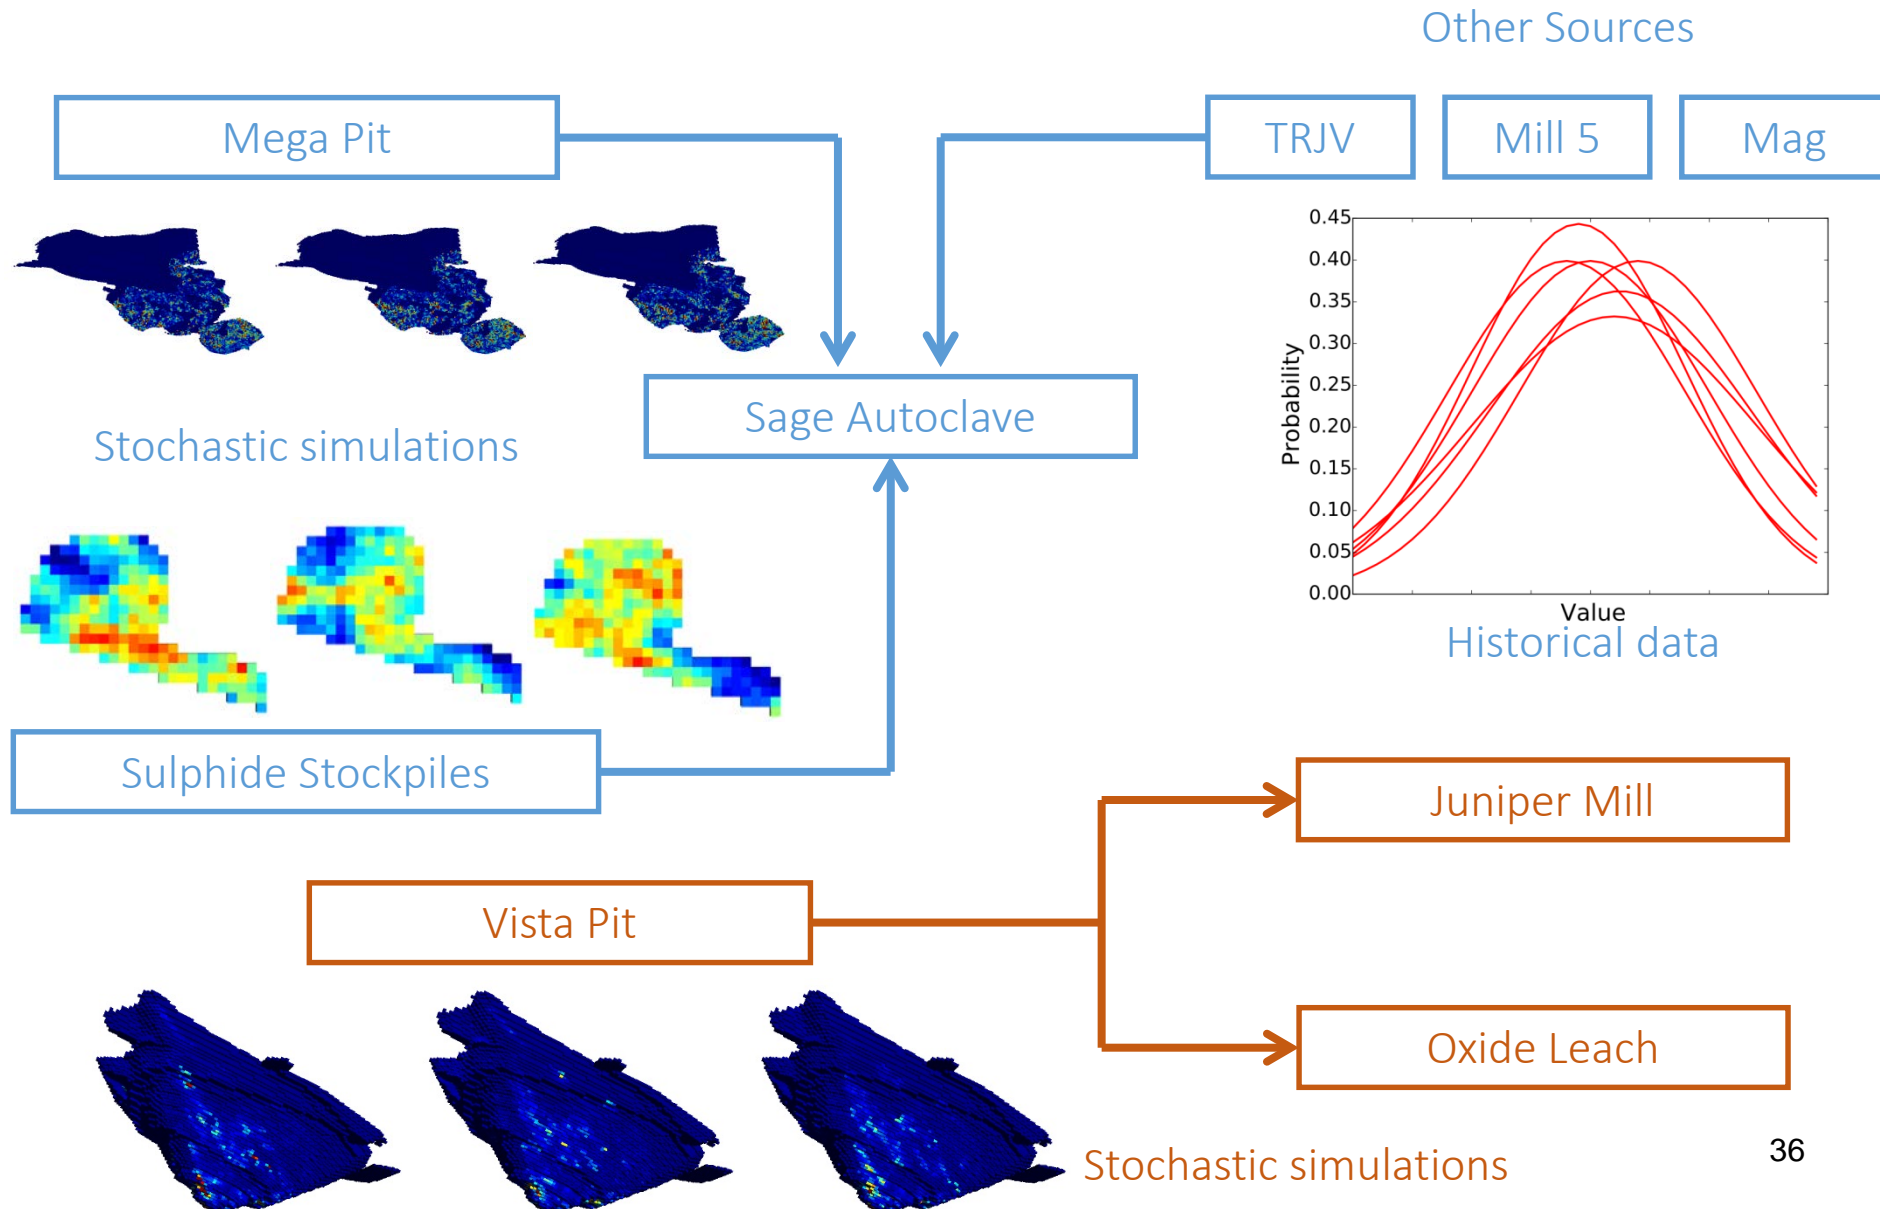 Other Sources
Mega Pit
TRJV
Mill 5
Mag
0.45
0.40
0.35
0.30
0.25
0.20
0.15
0.10
0.05
0.00
Probability
Value
Historical data
Sage Autoclave
Stochastic simulations
Sulphide Stockpiles
Juniper Mill
Vista Pit
Oxide Leach
Stochastic simulations
36